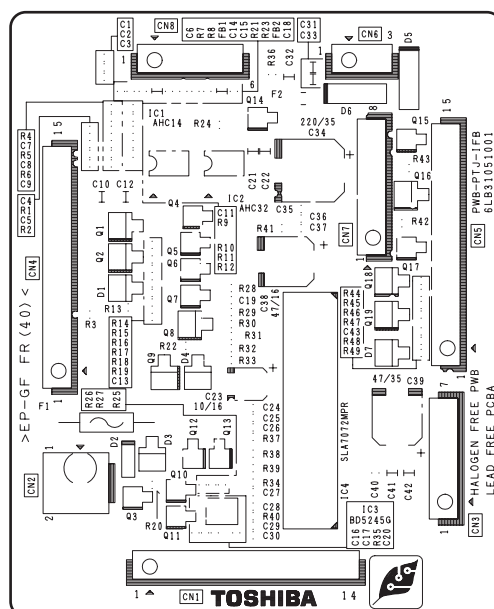 C1
C2
C3
CN8
1
6
C6
R7
R8
FB1
C14
C15
R21
R23
FB2
C18
C31
C33
R36
C32
F2
CN6
1
3
D5
D6
IC1
AHC14
R24
Q14
220/35
C34
8
Q15
15
R43
Q16
R42
Q17
PWB-PTJ-IFB
6LB31051001
R4
C7
R5
C8
R6
C9
C4
R1
C5
R2
15
C10
C12
C21
C22
IC2
AHC32
C35
C36
C37
CN7
1
CN5
Q4
C11
R9
Q1
Q5
R10
R11
R12
Q6
Q2
R41
CN4
D1
Q7
R28
C19
C38
47/16
Q18
R44
R45
R46
R47
C43
R48
R49
Q19
D7
R13
R3
R14
R15
R16
R17
R18
R19
C13
Q8
R29
R30
R31
R22
R32
R33
Q9
D4
>EP-GF FR(40)<
F1
1
R26
R27
R25
C23
10/16
47/35
C39
1
7
C24
C25
C26
R37
SLA7072MPR
HALOGEN FREE PWB
LEAD FREE PCBA
D2
D3
Q12
Q13
R38
R39
CN2
1
2
Q10
R34
C27
IC4
C40
C41
C42
Q3
R20
Q11
C28
R40
C29
C30
IC3
BD5245G
C16
C17
R35
C20
1
CN3
1
CN1
TOSHIBA
14